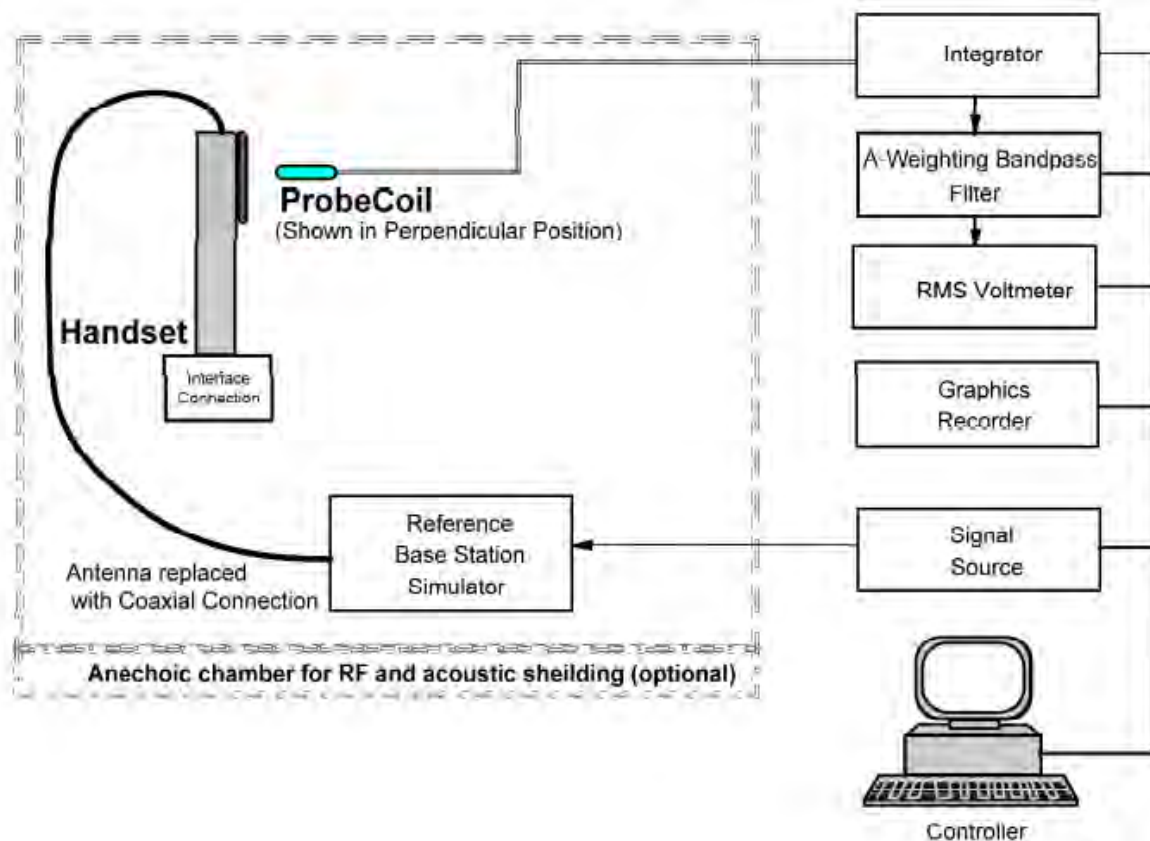 Integrator
A-Weighting Bandpass
Filter
RMS Voltmeter
Graphics
Recorder
Signal
Source
Controller
ProbeCoil
(Shown in Perpendicular Position)
Handset
Interface
Connection
Reference
Base Station
Simulator
Antenna replaced
with Coaxial Connection
Anechoic chamber for RF and acoustic sheilding (optional)